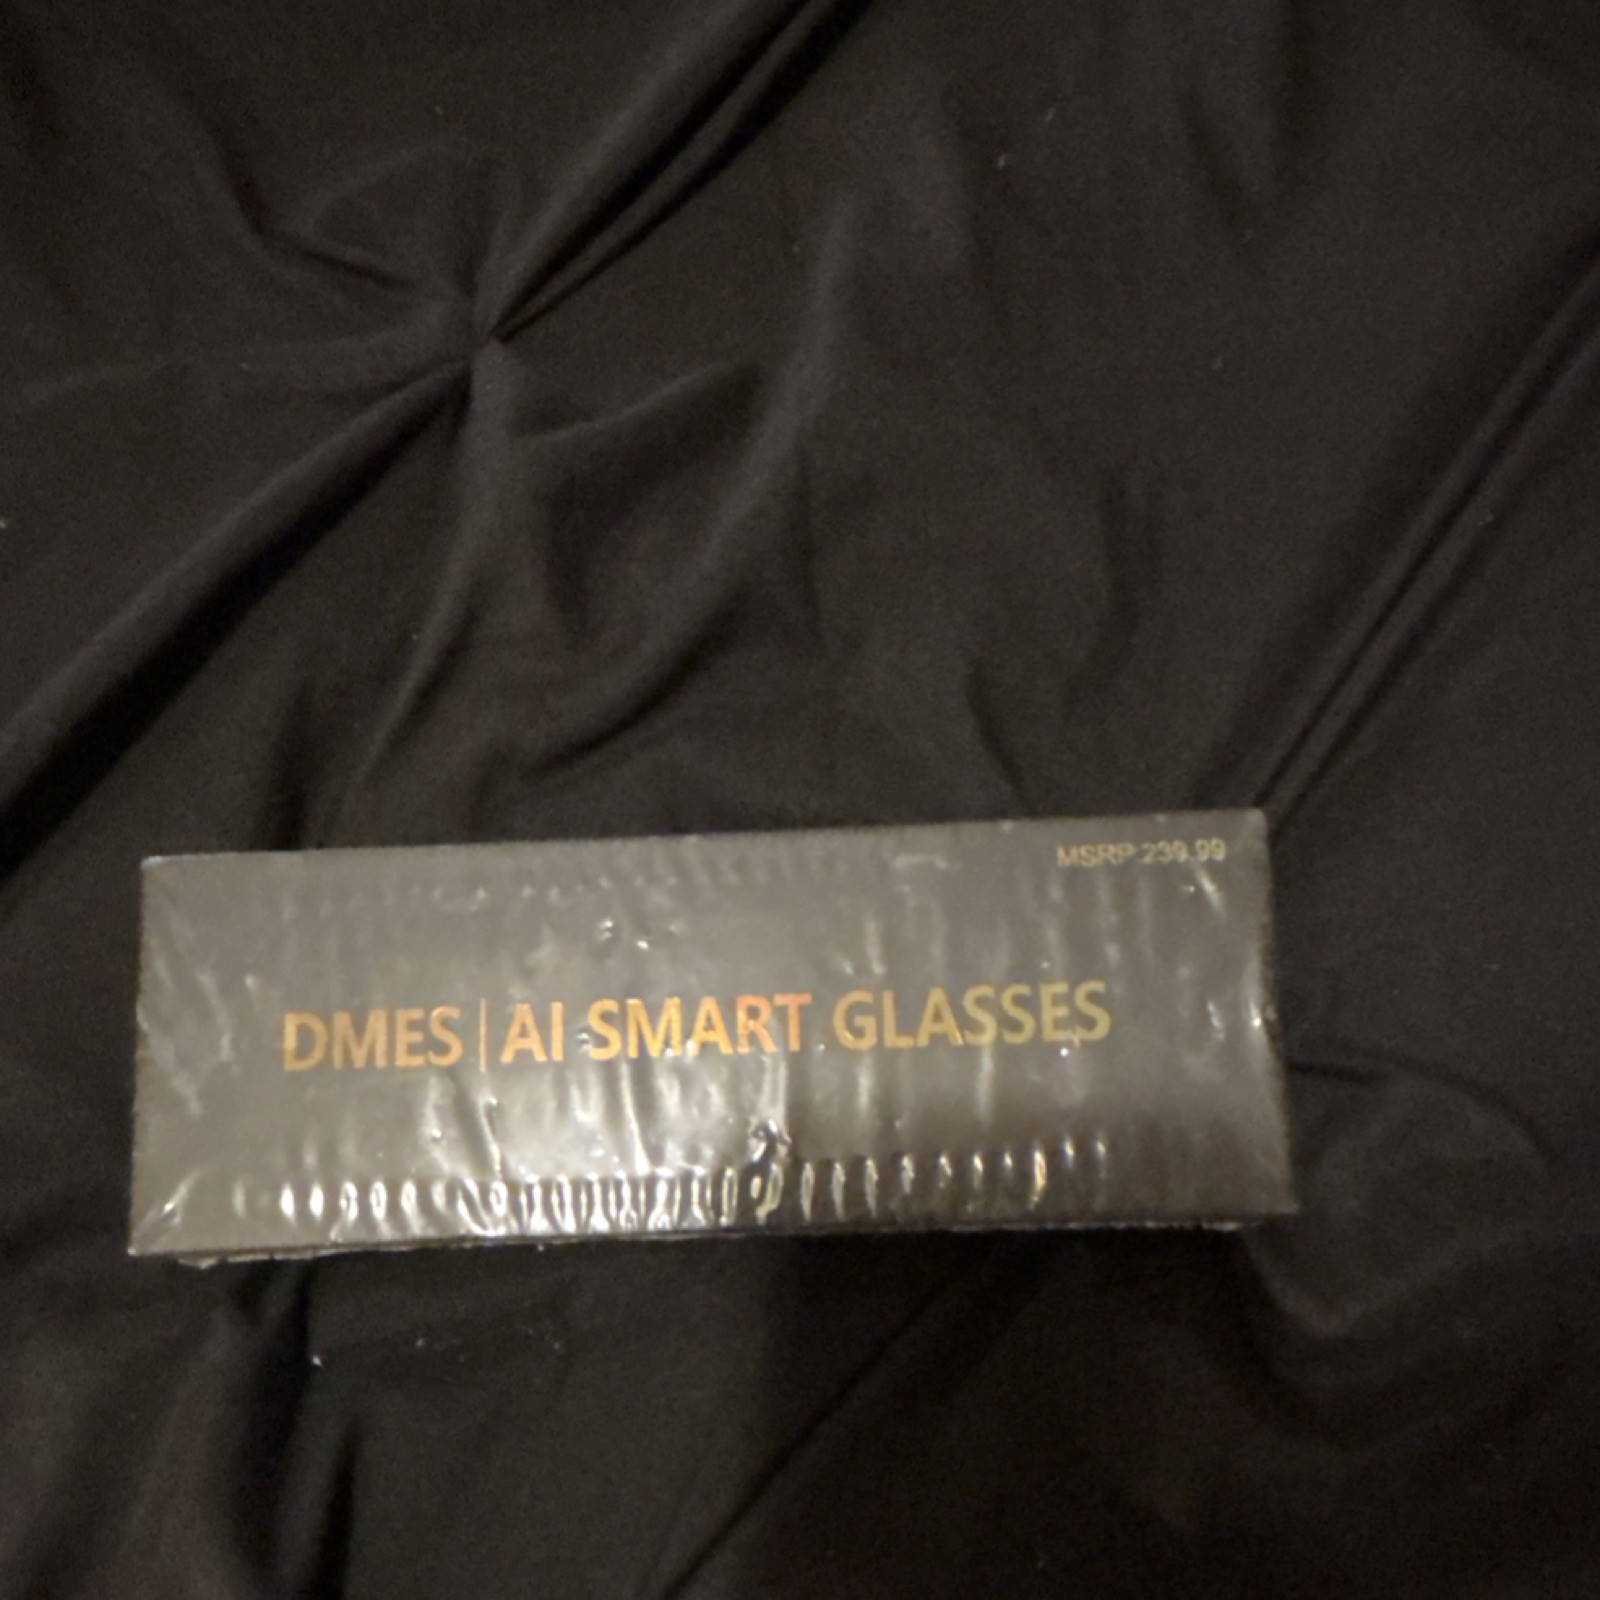 MSRP:239.99
DMES | AI SMART GLASSES